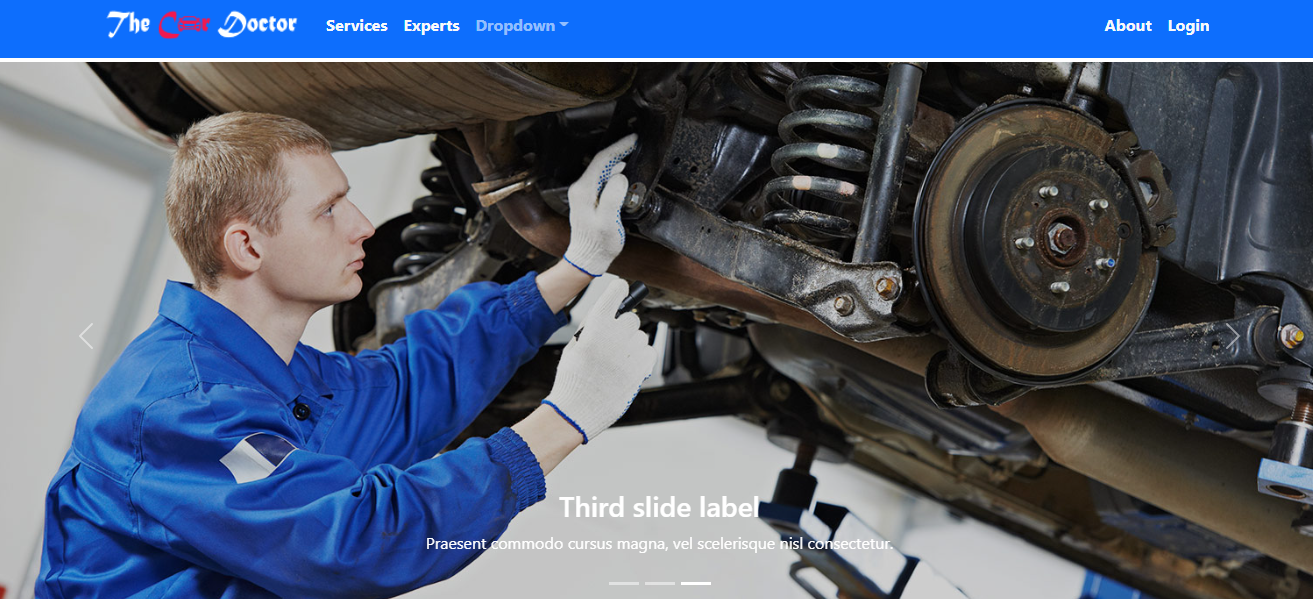 The Car Doctor Services Experts Dropdown About Login
Third slide label
Praesent commodo cursus magna, vel scelerisque nisl consectetur.